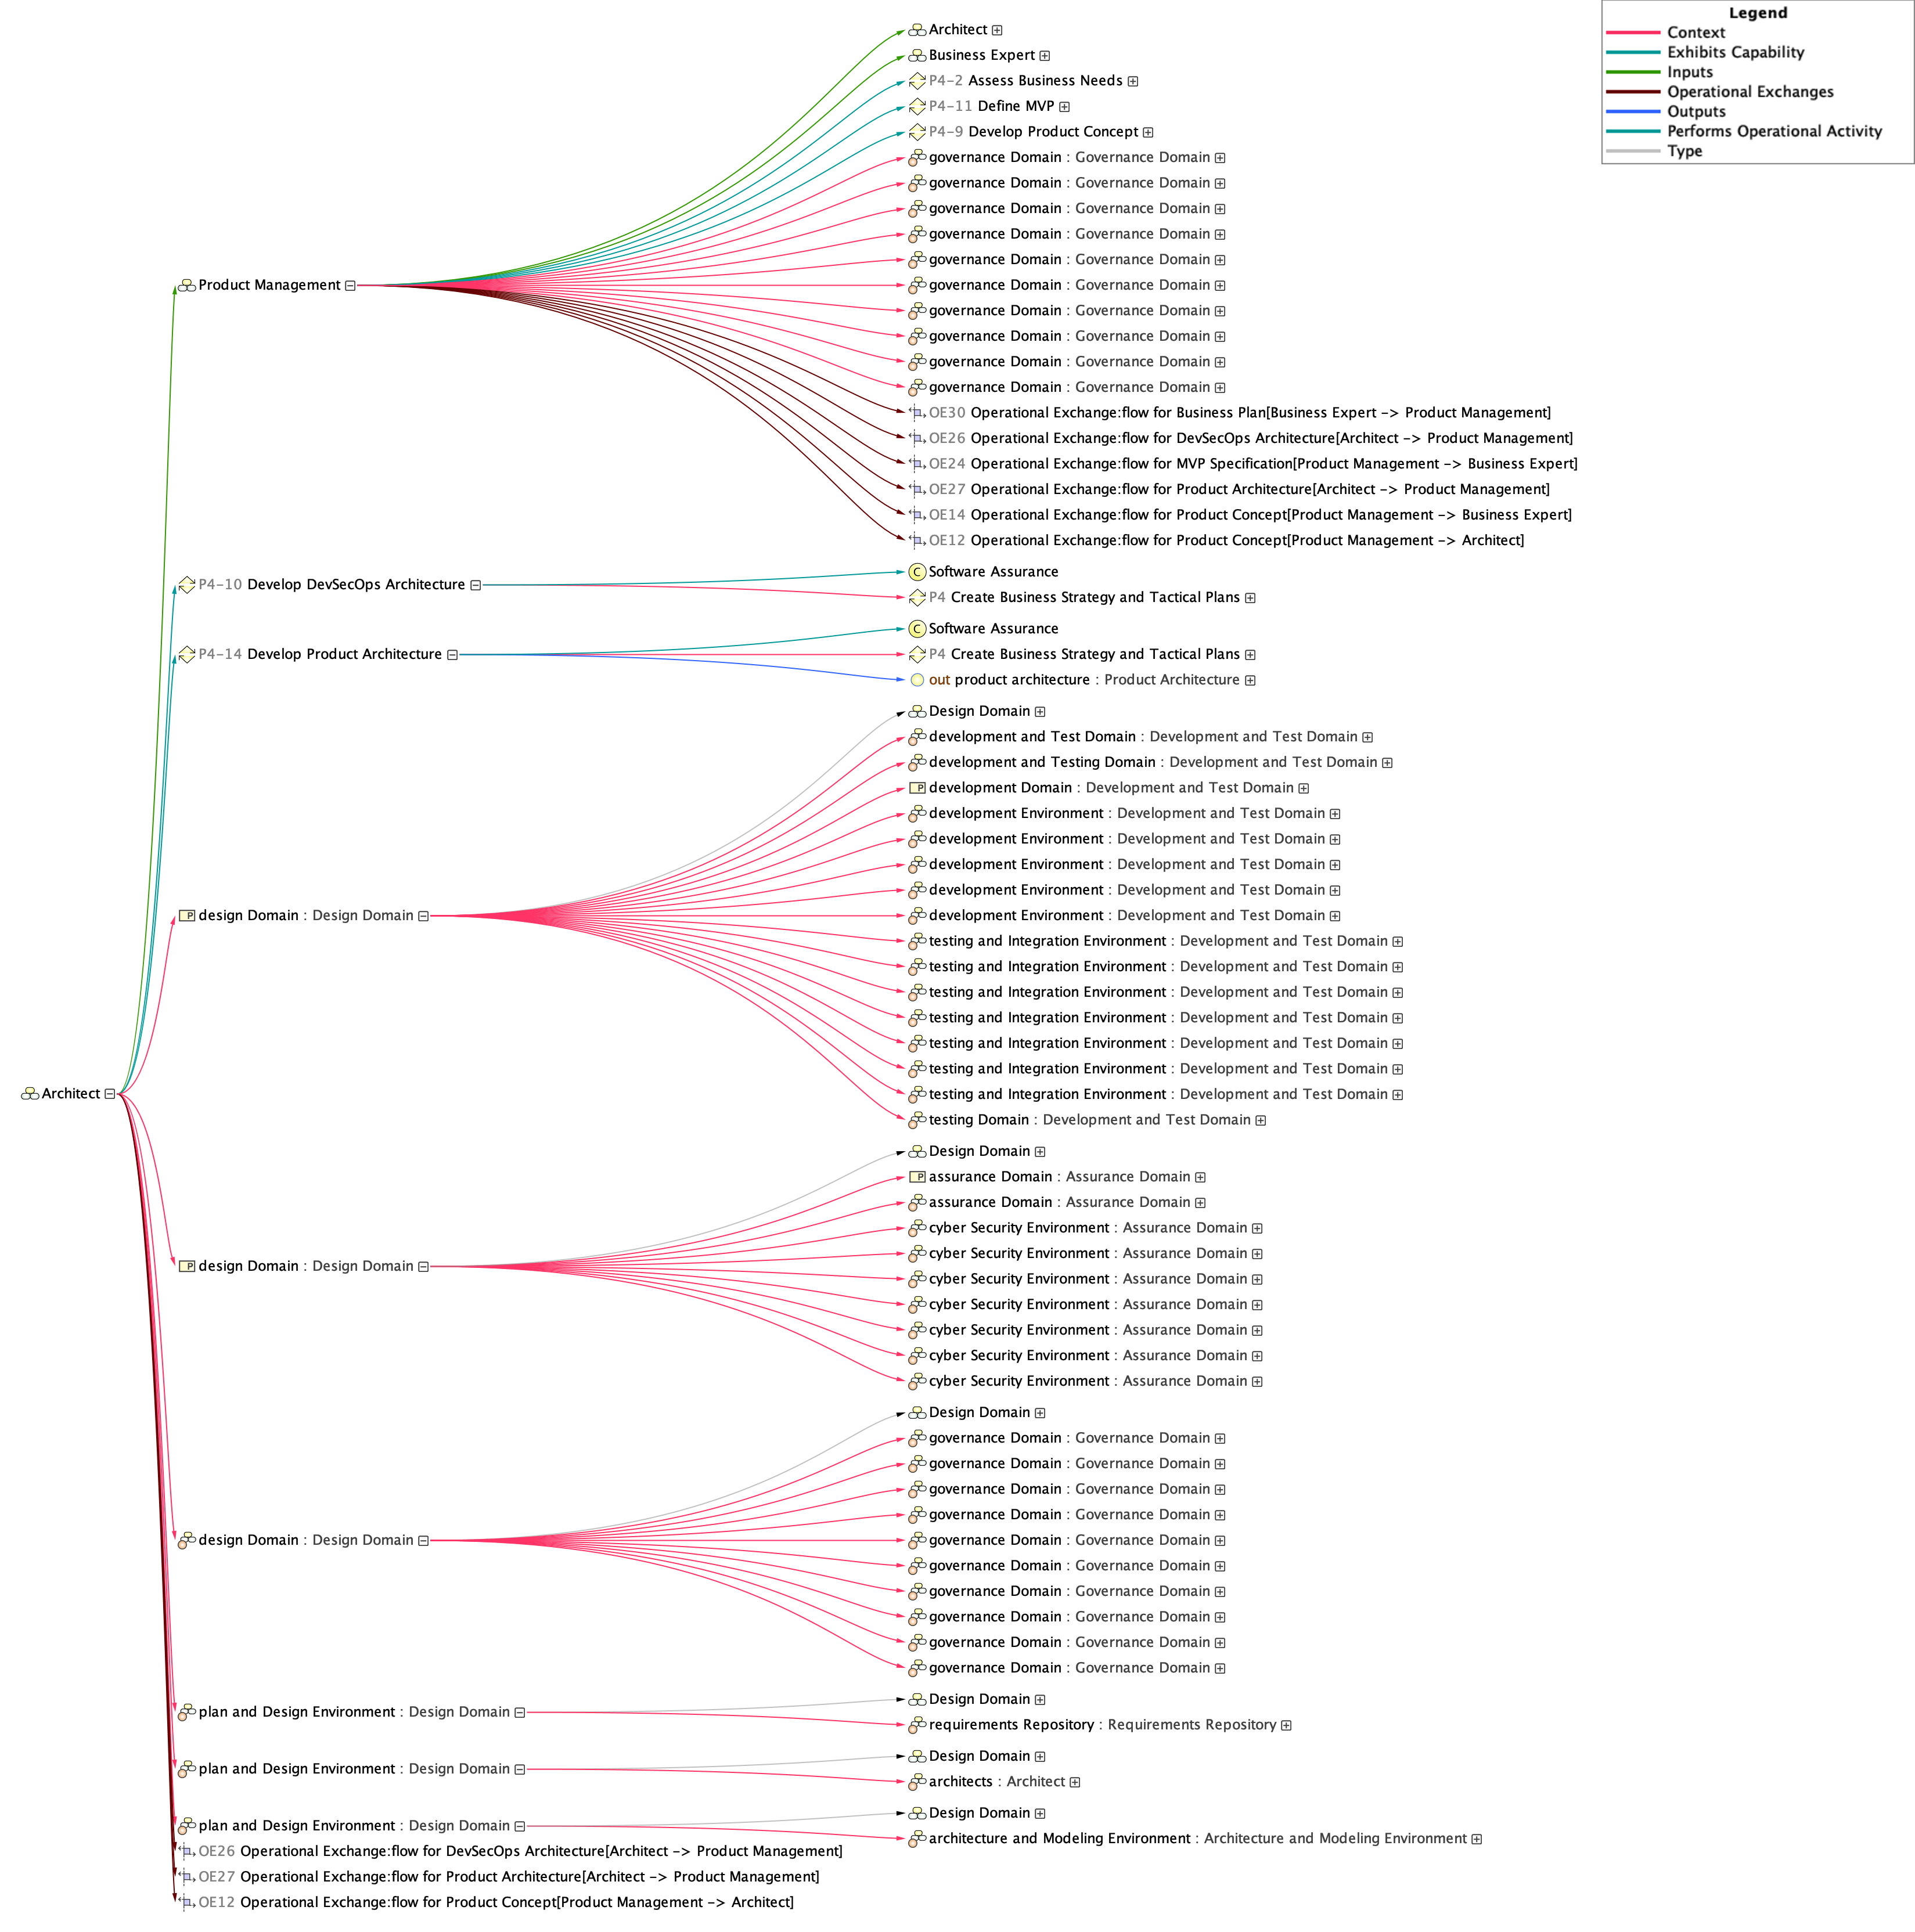 Legend
Context
Exhibits Capability
Inputs
Operational Exchanges
Outputs
Performs Operational Activity
Type
Architect
Business Expert
P4-2 Assess Business Needs
P4-11 Define MVP
P4-9 Develop Product Concept
governance Domain : Governance Domain
governance Domain : Governance Domain
governance Domain : Governance Domain
governance Domain : Governance Domain
governance Domain : Governance Domain
Product Management
governance Domain : Governance Domain
governance Domain : Governance Domain
governance Domain : Governance Domain
governance Domain : Governance Domain
governance Domain : Governance Domain
OE30 Operational Exchange:flow for Business Plan[Business Expert -> Product Management]
OE26 Operational Exchange:flow for DevSecOps Architecture[Architect -> Product Management]
OE24 Operational Exchange:flow for MVP Specification[Product Management -> Business Expert]
OE27 Operational Exchange:flow for Product Architecture[Architect -> Product Management]
OE14 Operational Exchange:flow for Product Concept[Product Management -> Business Expert]
OE12 Operational Exchange:flow for Product Concept[Product Management -> Architect]
P4-10 Develop DevSecOps Architecture
C Software Assurance
P4 Create Business Strategy and Tactical Plans
P4-14 Develop Product Architecture
C Software Assurance
P4 Create Business Strategy and Tactical Plans
out product architecture : Product Architecture
Design Domain
development and Test Domain : Development and Test Domain
development and Testing Domain : Development and Test Domain
P development Domain : Development and Test Domain
development Environment : Development and Test Domain
development Environment : Development and Test Domain
development Environment : Development and Test Domain
development Environment : Development and Test Domain
P design Domain : Design Domain
development Environment : Development and Test Domain
testing and Integration Environment : Development and Test Domain
testing and Integration Environment : Development and Test Domain
testing and Integration Environment : Development and Test Domain
testing and Integration Environment : Development and Test Domain
testing and Integration Environment : Development and Test Domain
testing and Integration Environment : Development and Test Domain
testing and Integration Environment : Development and Test Domain
testing Domain : Development and Test Domain
Architect
Design Domain
P assurance Domain : Assurance Domain
assurance Domain : Assurance Domain
cyber Security Environment : Assurance Domain
cyber Security Environment : Assurance Domain
P design Domain : Design Domain
cyber Security Environment : Assurance Domain
cyber Security Environment : Assurance Domain
cyber Security Environment : Assurance Domain
cyber Security Environment : Assurance Domain
cyber Security Environment : Assurance Domain
Design Domain
governance Domain : Governance Domain
governance Domain : Governance Domain
governance Domain : Governance Domain
governance Domain : Governance Domain
design Domain : Design Domain
governance Domain : Governance Domain
governance Domain : Governance Domain
governance Domain : Governance Domain
governance Domain : Governance Domain
governance Domain : Governance Domain
governance Domain : Governance Domain
plan and Design Environment : Design Domain
Design Domain
requirements Repository : Requirements Repository
plan and Design Environment : Design Domain
Design Domain
architects : Architect
plan and Design Environment : Design Domain
Design Domain
architecture and Modeling Environment : Architecture and Modeling Environment
OE26 Operational Exchange:flow for DevSecOps Architecture[Architect -> Product Management]
OE27 Operational Exchange:flow for Product Architecture[Architect -> Product Management]
OE12 Operational Exchange:flow for Product Concept[Product Management -> Architect]